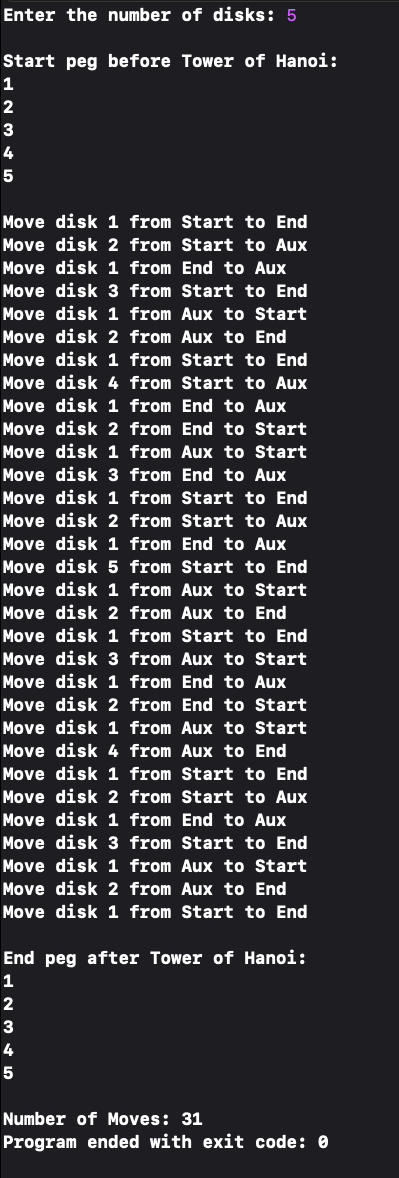 Enter the number of disks: 5
Start peg before Tower of Hanoi:
1
2
3
4
5
Move disk 1 from Start to End
Move disk 2 from Start to Aux
Move disk 1 from End to Aux
Move disk 3 from Start to End
Move disk 1 from Aux to Start
Move disk 2 from Aux to End
Move disk 1 from Start to End
Move disk 4 from Start to Aux
Move disk 1 from End to Aux
Move disk 2 from End to Start
Move disk 1 from Aux to Start
Move disk 3 from End to Aux
Move disk 1 from Start to End
Move disk 2 from Start to Aux
Move disk 1 from End to Aux
Move disk 5 from Start to End
Move disk 1 from Aux to Start
Move disk 2 from Aux to End
Move disk 1 from Start to End
Move disk 3 from Aux to Start
Move disk 1 from End to Aux
Move disk 2 from End to Start
Move disk 1 from Aux to Start
Move disk 4 from Aux to End
Move disk 1 from Start to End
Move disk 2 from Start to Aux
Move disk 1 from End to Aux
Move disk 3 from Start to End
Move disk 1 from Aux to Start
Move disk 2 from Aux to End
Move disk 1 from Start to End
End peg after Tower of Hanoi:
1
2
3
4
5
Number of Moves: 31
Program ended with exit code: 0